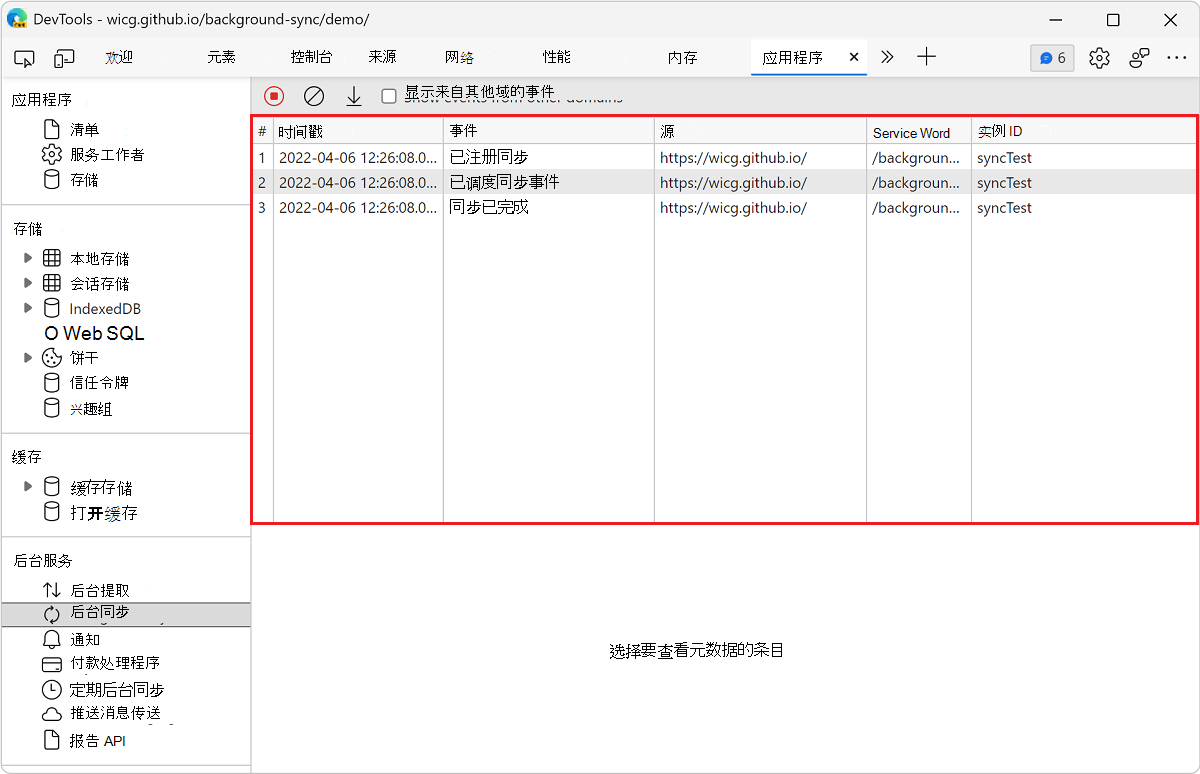 DevTools - wicg.github.io/background-sync/demo/
欢迎 元素 控制台 来源 网络 性能 内存 应用程序 6
应用程序
清单
服务工作者
存储
存储
本地存储
会话存储
IndexedDB
O Web SQL
饼干
信任令牌
兴趣组
缓存
缓存存储
打开缓存
后台服务
后台提取
后台同步
通知
付款处理程序
定期后台同步
推送消息传送
报告 API
显示来自其他域的事件
Show events from other domains
# 时间戳 事件 源 Service Word 实例 ID
1 2022-04-06 12:26:08.0... 已注册同步 https://wicg.github.io/ /backgroun... syncTest
2 2022-04-06 12:26:08.0... 已调度同步事件 https://wicg.github.io/ /backgroun... syncTest
3 2022-04-06 12:26:08.0... 同步已完成 https://wicg.github.io/ /backgroun... syncTest
选择要查看元数据的条目